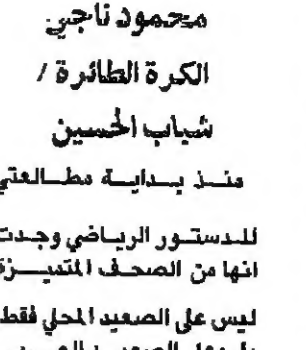 محمود ناجي
الكرة الطائرة /
شباب الحسين
منذ بداية مطالعتي
للدستور الرياضي وجدت
انها من الصحف المتميزة
ليس على الصعيد المحلي فقط